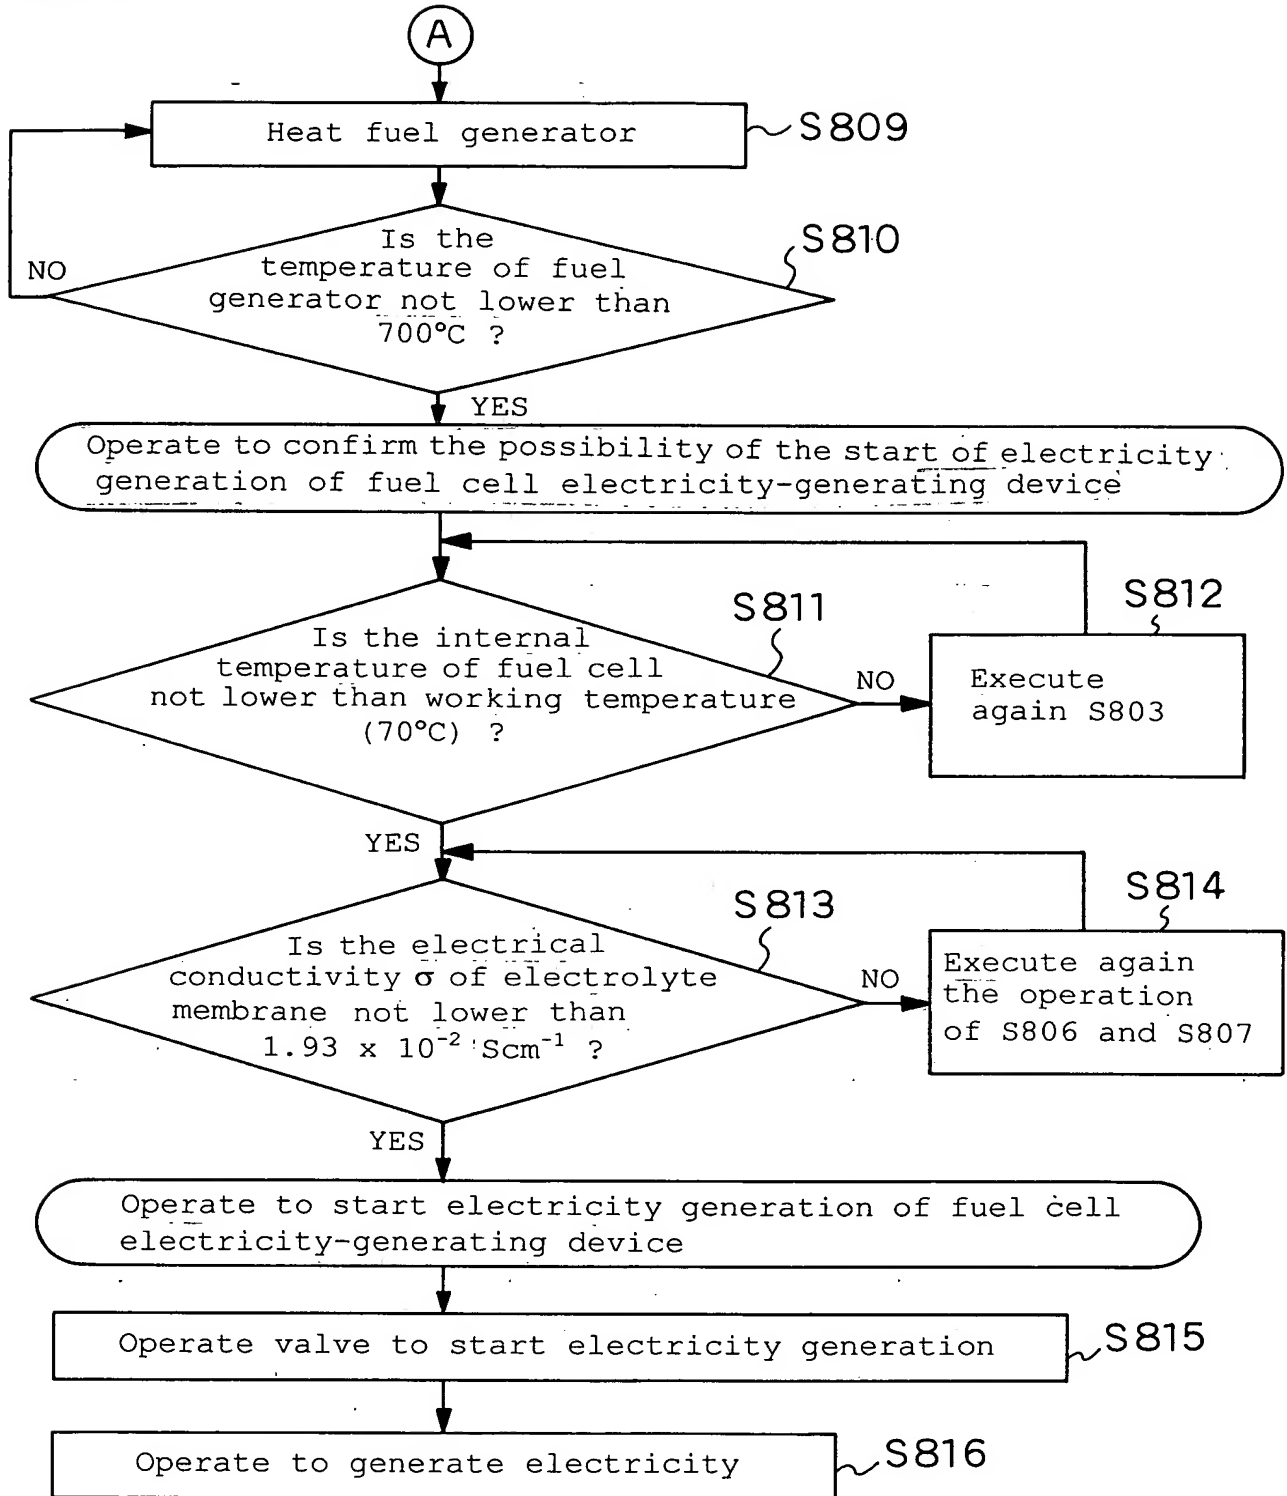 A
Heat fuel generator
S809
Is the
temperature of fuel
generator not lower than
700°C ?
S810
NO
YES
Operate to confirm the possibility of the start of electricity
generation of fuel cell electricity-generating device
Is the internal
temperature of fuel cell
not lower than working temperature
(70°C) ?
S811
NO
S812
Execute
again S803
YES
Is the electrical
conductivity σ of electrolyte
membrane not lower than
1.93 x 10⁻² Scm⁻¹ ?
S813
NO
S814
Execute again
the operation
of S806 and S807
YES
Operate to start electricity generation of fuel cell
electricity-generating device
Operate valve to start electricity generation
S815
Operate to generate electricity
S816